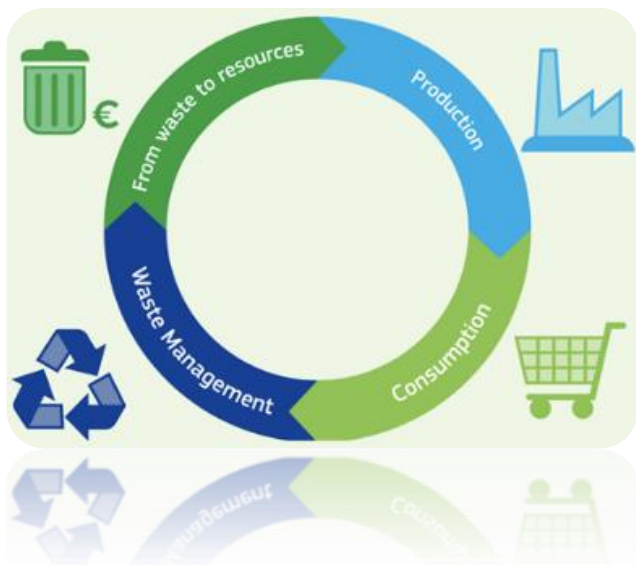 From waste to resources
Production
€
Consumption
Waste Management